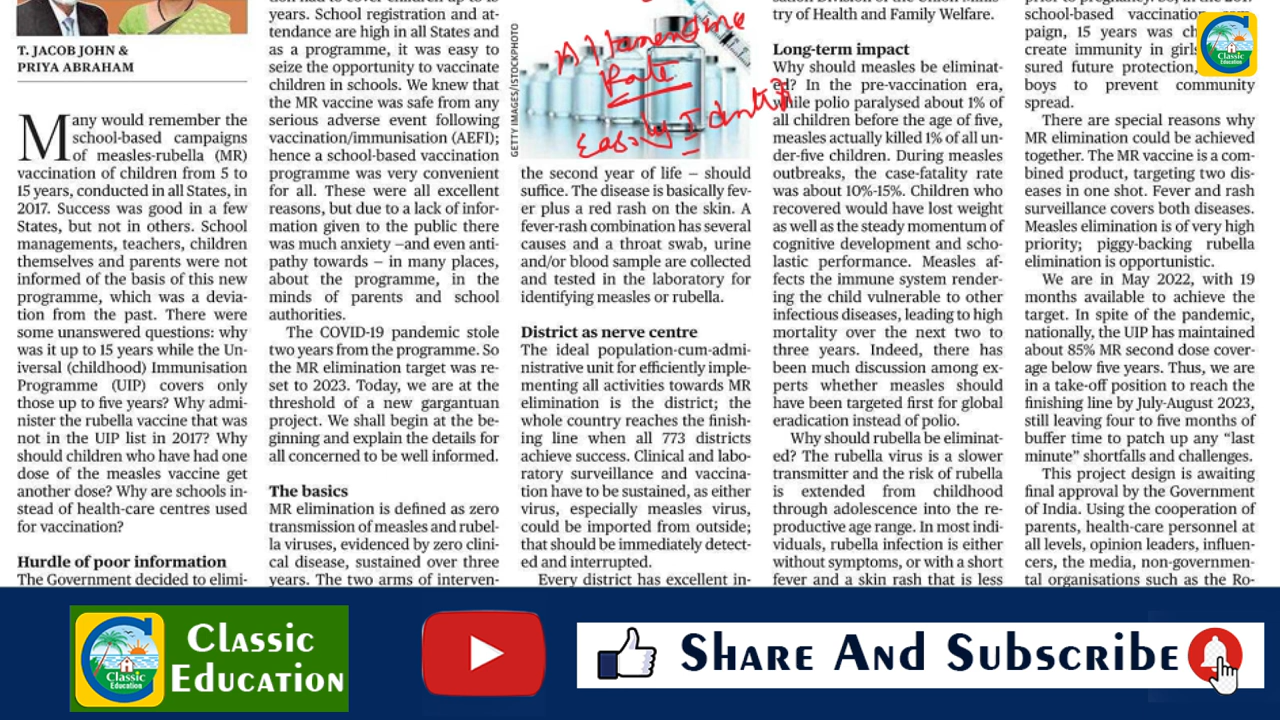 T. JACOB JOHN &
PRIYA ABRAHAM
Many would remember the
school-based campaigns
of measles-rubella (MR)
vaccination of children from 5 to
15 years, conducted in all States, in
2017. Success was good in a few
States, but not in others. School
managements, teachers, children
themselves and parents were not
informed of the basis of this new
programme, which was a devia-
tion from the past. There were
some unanswered questions: why
was it up to 15 years while the Un-
iversal (childhood) Immunisation
Programme (UIP) covers only
those up to five years? Why admi-
nister the rubella vaccine that was
not in the UIP list in 2017? Why
should children who have had one
dose of the measles vaccine get
another dose? Why are schools in-
stead of health-care centres used
for vaccination?
Hurdle of poor information
The Government decided to elimi-
years. School registration and at-
tendance are high in all States and
as a programme, it was easy to
seize the opportunity to vaccinate
children in schools. We knew that
the MR vaccine was safe from any
serious adverse event following
vaccination/immunisation (AEFI);
hence a school-based vaccination
programme was very convenient
for all. These were all excellent
reasons, but due to a lack of infor-
mation given to the public there
was much anxiety —and even anti-
pathy towards — in many places,
about the programme, in the
minds of parents and school
authorities.
The COVID-19 pandemic stole
two years from the programme. So
the MR elimination target was re-
set to 2023. Today, we are at the
threshold of a new gargantuan
project. We shall begin at the be-
ginning and explain the details for
all concerned to be well informed.
The basics
MR elimination is defined as zero
transmission of measles and rubel-
la viruses, evidenced by zero clini-
cal disease, sustained over three
years. The two arms of interven-
GETTY IMAGES/ISTOCKPHOTO
Rate
Easily
the second year of life — should
suffice. The disease is basically fev-
er plus a red rash on the skin. A
fever-rash combination has several
causes and a throat swab, urine
and/or blood sample are collected
and tested in the laboratory for
identifying measles or rubella.
District as nerve centre
The ideal population-cum-admi-
nistrative unit for efficiently imple-
menting all activities towards MR
elimination is the district; the
whole country reaches the finish-
ing line when all 773 districts
achieve success. Clinical and labo-
ratory surveillance and vaccina-
tion have to be sustained, as either
virus, especially measles virus,
could be imported from outside;
that should be immediately detect-
ed and interrupted.
Every district has excellent in-
try of Health and Family Welfare.
Long-term impact
Why should measles be eliminat-
ed? In the pre-vaccination era,
while polio paralysed about 1% of
all children before the age of five,
measles actually killed 1% of all un-
der-five children. During measles
outbreaks, the case-fatality rate
was about 10%-15%. Children who
recovered would have lost weight
as well as the steady momentum of
cognitive development and scho-
lastic performance. Measles af-
fects the immune system render-
ing the child vulnerable to other
infectious diseases, leading to high
mortality over the next two to
three years. Indeed, there has
been much discussion among ex-
perts whether measles should
have been targeted first for global
eradication instead of polio.
Why should rubella be eliminat-
ed? The rubella virus is a slower
transmitter and the risk of rubella
is extended from childhood
through adolescence into the re-
productive age range. In most indi-
viduals, rubella infection is either
without symptoms, or with a short
fever and a skin rash that is less
school-based vaccination
paign, 15 years was
create immunity in girls
sured future protection,
boys to prevent community
spread.
There are special reasons why
MR elimination could be achieved
together. The MR vaccine is a com-
bined product, targeting two dis-
eases in one shot. Fever and rash
surveillance covers both diseases.
Measles elimination is of very high
priority; piggy-backing rubella
elimination is opportunistic.
We are in May 2022, with 19
months available to achieve the
target. In spite of the pandemic,
nationally, the UIP has maintained
about 85% MR second dose cover-
age below five years. Thus, we are
in a take-off position to reach the
finishing line by July-August 2023,
still leaving four to five months of
buffer time to patch up any “last
minute” shortfalls and challenges.
This project design is awaiting
final approval by the Government
of India. Using the cooperation of
parents, health-care personnel at
all levels, opinion leaders, influen-
cers, the media, non-governmen-
tal organisations such as the Ro-
Classic
Education
Classic
Education
Classic
Education
Share And Subscribe